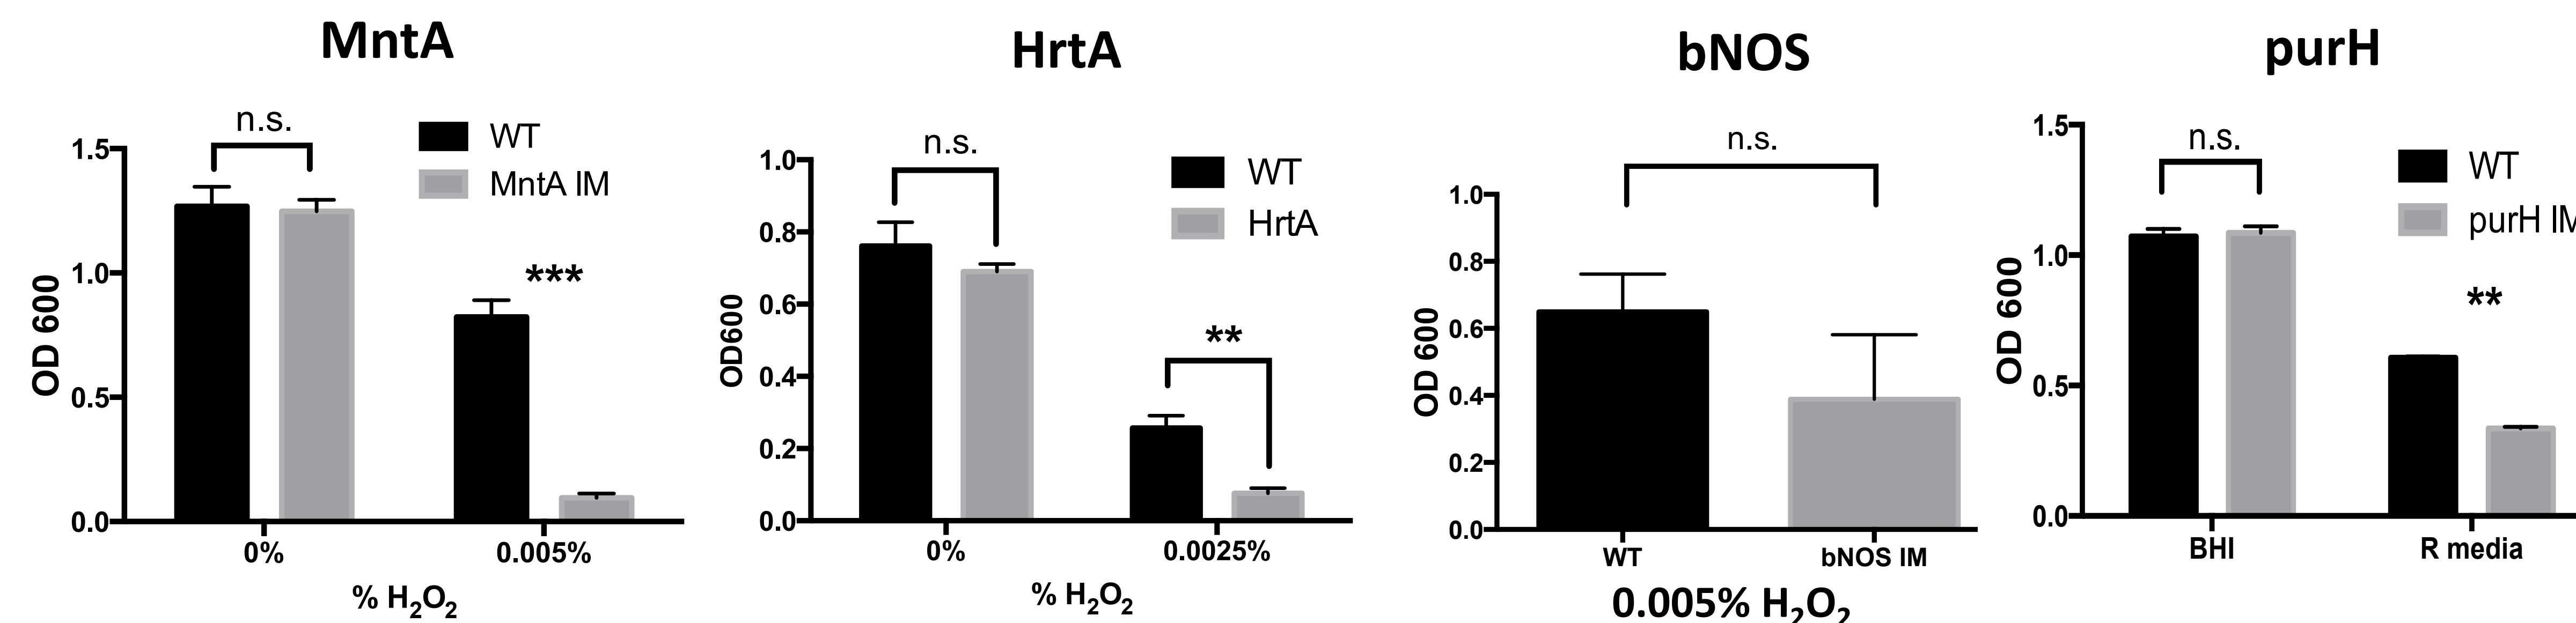 MntA
n.s.
WT
MntA IM
1.5
1.0
0.5
0.0
OD 600
***
0%
0.005%
% H₂O₂
HrtA
n.s.
WT
HrtA
1.0
0.8
0.6
0.4
0.2
0.0
OD600
**
0%
0.0025%
% H₂O₂
bNOS
n.s.
1.0
0.8
0.6
0.4
0.2
0.0
OD 600
WT
bNOS IM
0.005% H₂O₂
purH
n.s.
WT
purH IM
1.5
1.0
0.5
0.0
OD 600
**
BHI
R media